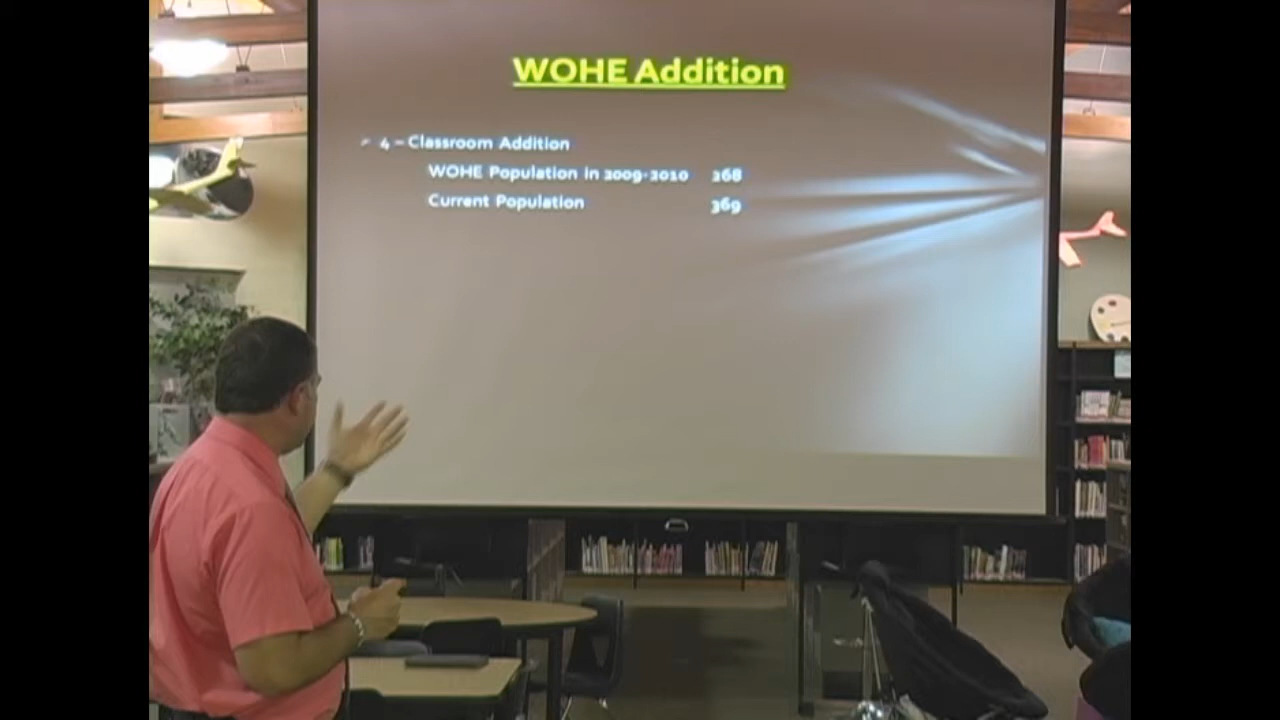 WOHE Addition
4 – Classroom Addition
WOHE Population in 2009-2010 268
Current Population 369